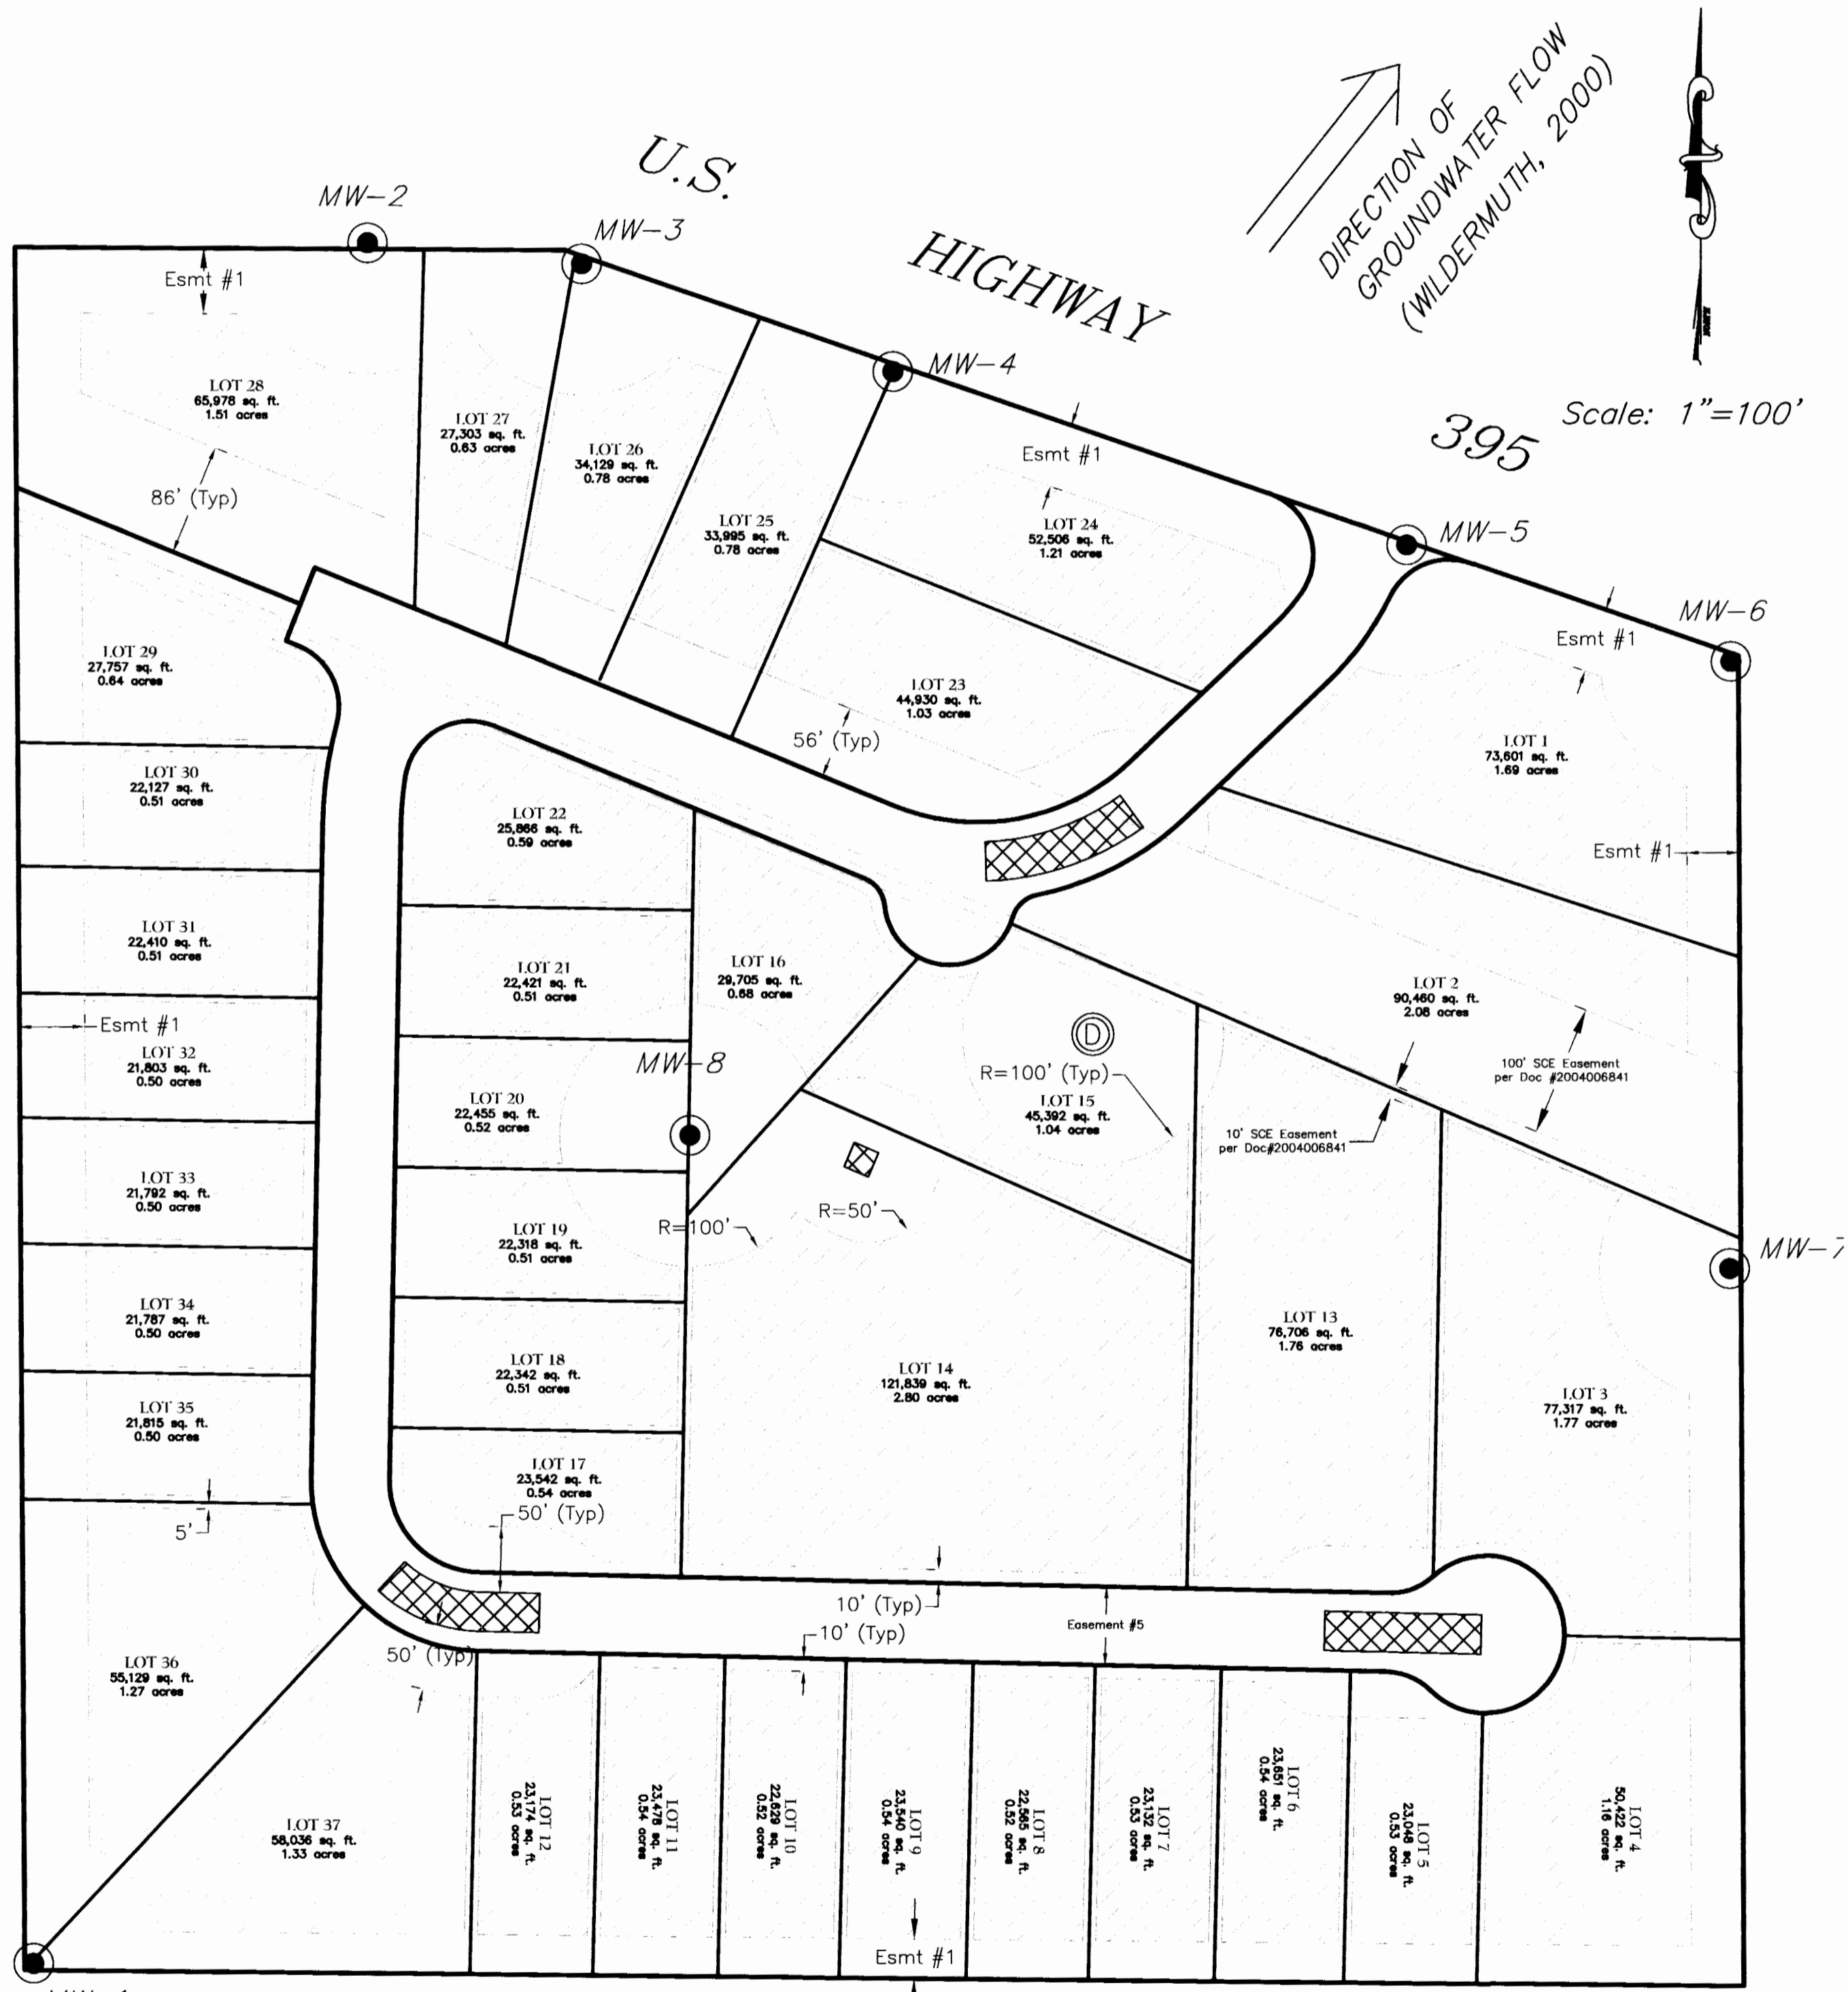 U.S.
HIGHWAY
395
DIRECTION OF
GROUNDWATER FLOW
(WILDERMUTH, 2000)
Scale: 1"=100'
MW-2
MW-3
MW-4
MW-5
MW-6
Esmt #1
LOT 28
65,978 sq. ft.
1.51 acres
86' (Typ)
LOT 27
27,303 sq. ft.
0.63 acres
LOT 26
34,129 sq. ft.
0.78 acres
LOT 25
33,995 sq. ft.
0.78 acres
Esmt #1
LOT 24
52,506 sq. ft.
1.21 acres
LOT 23
44,930 sq. ft.
1.03 acres
56' (Typ)
Esmt #1
LOT 1
73,601 sq. ft.
1.69 acres
Esmt #1
LOT 29
27,757 sq. ft.
0.64 acres
LOT 30
22,127 sq. ft.
0.51 acres
LOT 31
22,410 sq. ft.
0.51 acres
Esmt #1
LOT 32
21,803 sq. ft.
0.50 acres
LOT 33
21,792 sq. ft.
0.50 acres
LOT 34
21,787 sq. ft.
0.50 acres
LOT 35
21,815 sq. ft.
0.50 acres
5'
LOT 22
25,866 sq. ft.
0.59 acres
LOT 21
22,421 sq. ft.
0.51 acres
LOT 16
29,705 sq. ft.
0.68 acres
MW-8
LOT 20
22,455 sq. ft.
0.52 acres
LOT 19
22,318 sq. ft.
0.51 acres
LOT 18
22,342 sq. ft.
0.51 acres
LOT 17
23,542 sq. ft.
0.54 acres
50' (Typ)
D
R=100' (Typ)
LOT 15
45,392 sq. ft.
1.04 acres
R=100'
R=50'
LOT 2
90,460 sq. ft.
2.08 acres
100' SCE Easement
per Doc #2004006841
10' SCE Easement
per Doc#2004006841
MW-7
LOT 14
121,839 sq. ft.
2.80 acres
LOT 13
76,706 sq. ft.
1.76 acres
LOT 3
77,317 sq. ft.
1.77 acres
10' (Typ)
10' (Typ)
Easement #5
50' (Typ)
LOT 36
55,129 sq. ft.
1.27 acres
LOT 37
58,036 sq. ft.
1.33 acres
LOT 12
23,174 sq. ft.
0.53 acres
LOT 11
23,478 sq. ft.
0.54 acres
LOT 10
22,629 sq. ft.
0.52 acres
LOT 9
23,540 sq. ft.
0.54 acres
LOT 8
22,565 sq. ft.
0.52 acres
LOT 7
23,132 sq. ft.
0.53 acres
LOT 6
23,651 sq. ft.
0.54 acres
LOT 5
23,048 sq. ft.
0.53 acres
LOT 4
50,422 sq. ft.
1.16 acres
Esmt #1